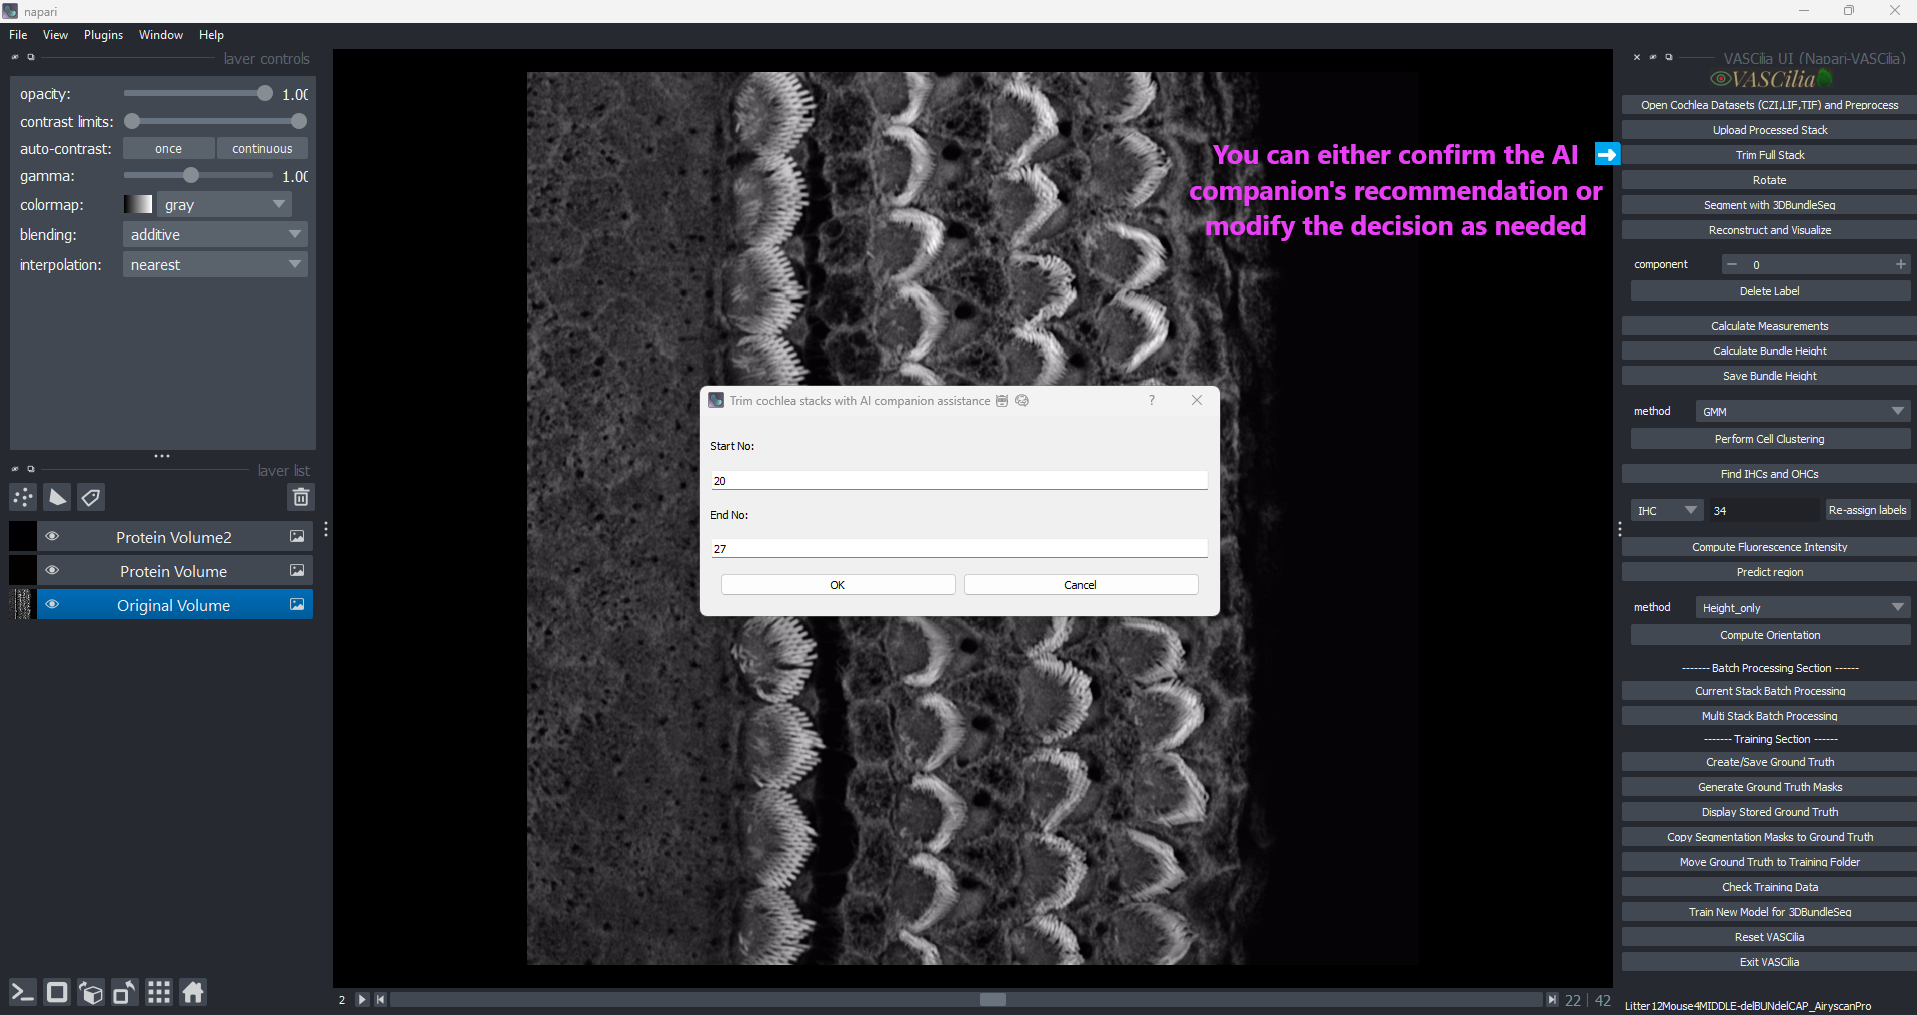 napari
File View Plugins Window Help
layer controls
opacity: 1.00
contrast limits:
auto-contrast: once continuous
gamma: 1.00
colormap: gray
blending: additive
interpolation: nearest
layer list
Protein Volume2
Protein Volume
Original Volume
You can either confirm the AI
companion's recommendation or
modify the decision as needed
Trim cochlea stacks with AI companion assistance
?
Start No:
20
End No:
27
OK Cancel
2
22 | 42
VASCilia UI (Napari-VASCilia)
VASCilia
Open Cochlea Datasets (CZI,LIF,TIF) and Preprocess
Upload Processed Stack
Trim Full Stack
Rotate
Segment with 3DBundleSeg
Reconstruct and Visualize
component 0
Delete Label
Calculate Measurements
Calculate Bundle Height
Save Bundle Height
method GMM
Perform Cell Clustering
Find IHCs and OHCs
IHC 34 Re-assign labels
Compute Fluorescence Intensity
Predict region
method Height_only
Compute Orientation
------- Batch Processing Section ------
Current Stack Batch Processing
Multi Stack Batch Processing
------- Training Section ------
Create/Save Ground Truth
Generate Ground Truth Masks
Display Stored Ground Truth
Copy Segmentation Masks to Ground Truth
Move Ground Truth to Training Folder
Check Training Data
Train New Model for 3DBundleSeg
Reset VASCilia
Exit VASCilia
Litter12Mouse4MIDDLE-delBUNdelCAP_AiryscanPro